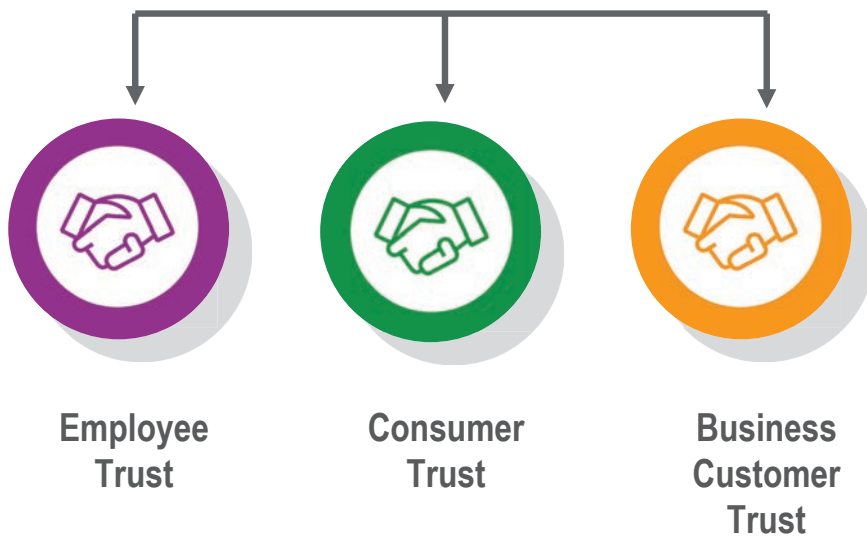 Employee
Trust
Consumer
Trust
Business
Customer
Trust